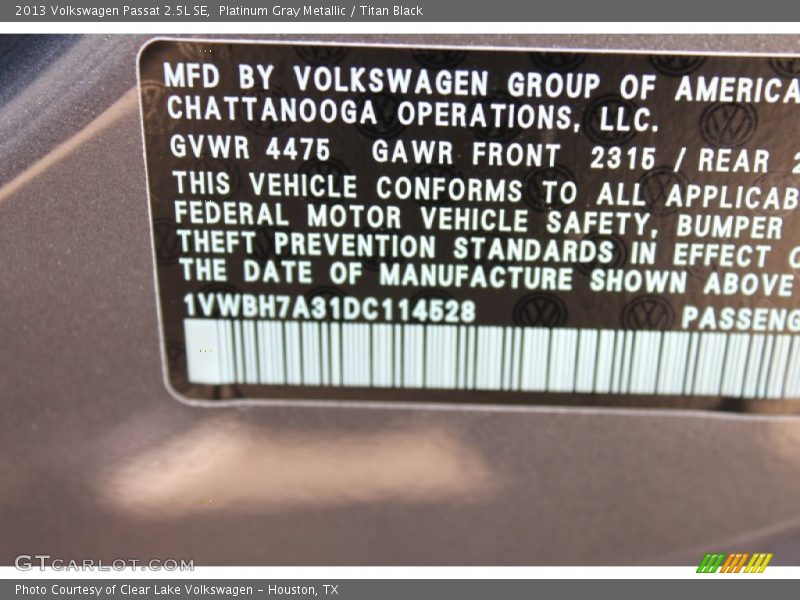 2013 Volkswagen Passat 2.5L SE,  Platinum Gray Metallic / Titan Black
MFD BY VOLKSWAGEN GROUP OF AMERICA
CHATTANOOGA OPERATIONS, LLC.
GVWR 4475 GAWR FRONT 2315 / REAR 2
THIS VEHICLE CONFORMS TO ALL APPLICAB
FEDERAL MOTOR VEHICLE SAFETY, BUMPER
THEFT PREVENTION STANDARDS IN EFFECT O
THE DATE OF MANUFACTURE SHOWN ABOVE
1VWBH7A31DC114528 PASSENG
GTCARLOT.COM
Photo Courtesy of Clear Lake Volkswagen – Houston, TX